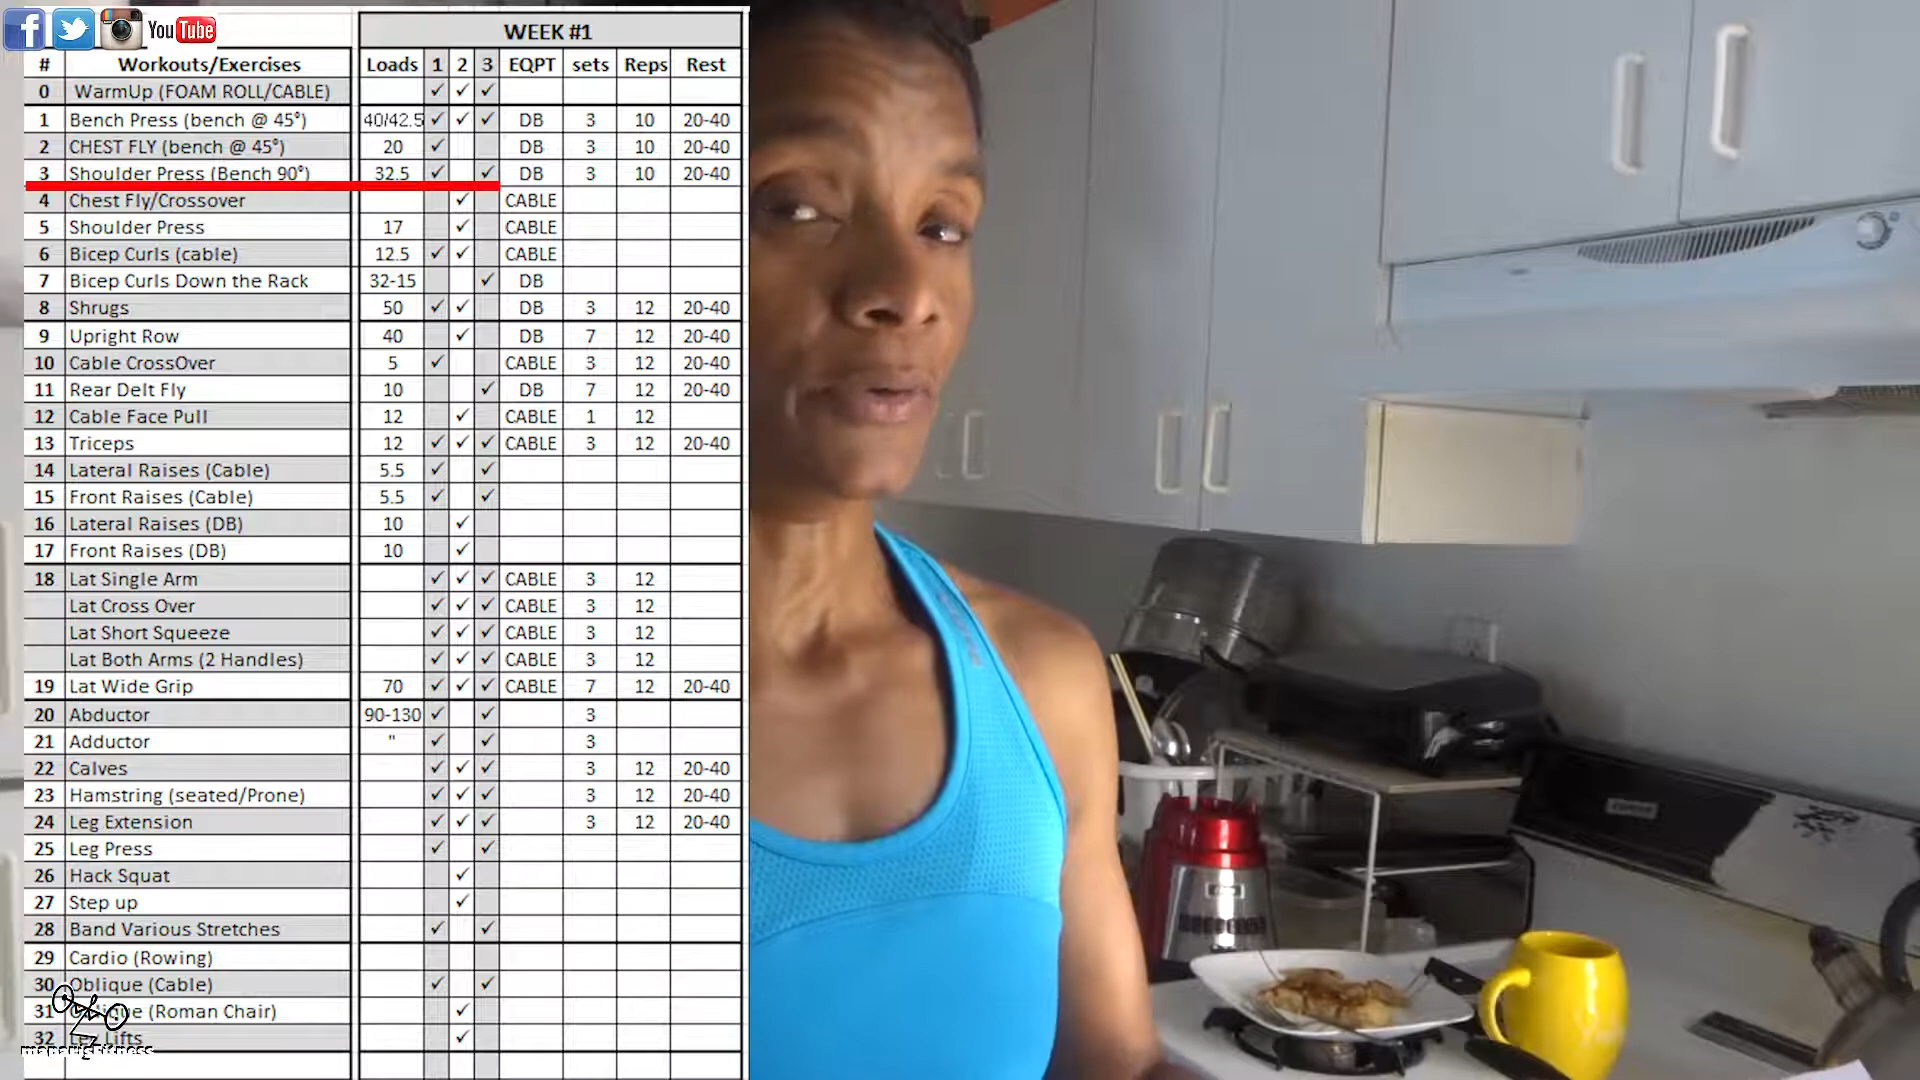 f You Tube
WEEK #1
# Workouts/Exercises Loads 1 2 3 EQPT sets Reps Rest
0 WarmUp (FOAM ROLL/CABLE) ✓ ✓ ✓
1 Bench Press (bench @ 45°) 40/42.5 ✓ ✓ ✓ DB 3 10 20-40
2 CHEST FLY (bench @ 45°) 20 ✓ DB 3 10 20-40
3 Shoulder Press (Bench 90°) 32.5 ✓ ✓ DB 3 10 20-40
4 Chest Fly/Crossover ✓ CABLE
5 Shoulder Press 17 ✓ CABLE
6 Bicep Curls (cable) 12.5 ✓ ✓ CABLE
7 Bicep Curls Down the Rack 32-15 ✓ DB
8 Shrugs 50 ✓ ✓ DB 3 12 20-40
9 Upright Row 40 ✓ DB 7 12 20-40
10 Cable CrossOver 5 ✓ CABLE 3 12 20-40
11 Rear Delt Fly 10 ✓ DB 7 12 20-40
12 Cable Face Pull 12 ✓ CABLE 1 12
13 Triceps 12 ✓ ✓ ✓ CABLE 3 12 20-40
14 Lateral Raises (Cable) 5.5 ✓ ✓
15 Front Raises (Cable) 5.5 ✓ ✓
16 Lateral Raises (DB) 10 ✓
17 Front Raises (DB) 10 ✓
18 Lat Single Arm ✓ ✓ ✓ CABLE 3 12
Lat Cross Over ✓ ✓ ✓ CABLE 3 12
Lat Short Squeeze ✓ ✓ ✓ CABLE 3 12
Lat Both Arms (2 Handles) ✓ ✓ ✓ CABLE 3 12
19 Lat Wide Grip 70 ✓ ✓ ✓ CABLE 7 12 20-40
20 Abductor 90-130 ✓ ✓ 3
21 Adductor " ✓ ✓ 3
22 Calves ✓ ✓ ✓ 3 12 20-40
23 Hamstring (seated/Prone) ✓ ✓ ✓ 3 12 20-40
24 Leg Extension ✓ ✓ ✓ 3 12 20-40
25 Leg Press ✓ ✓
26 Hack Squat ✓
27 Step up ✓
28 Band Various Stretches ✓ ✓
29 Cardio (Rowing)
30 Oblique (Cable) ✓ ✓
31 Oblique (Roman Chair) ✓
32 Leg Lifts ✓